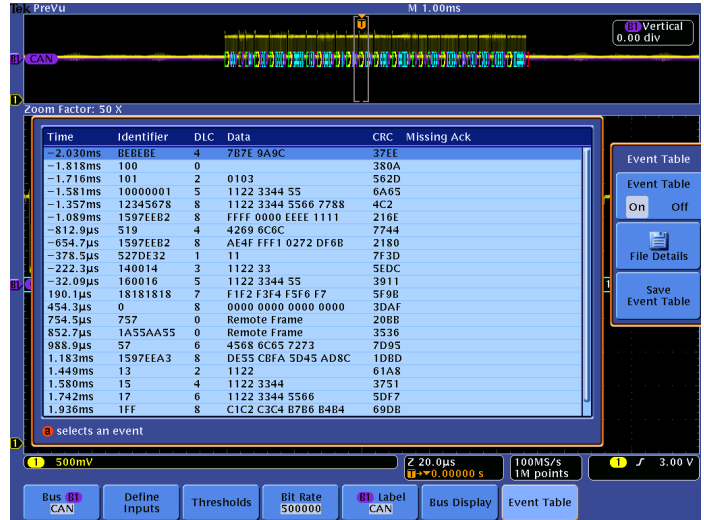 Tek PreVu M 1.00ms
B1 Vertical
0.00 div
B1 CAN
1
Zoom Factor: 50 X
Time Identifier DLC Data CRC Missing Ack
-2.030ms BEBEBE 4 7B7E 9A9C 37EE
-1.818ms 100 0 380A
-1.716ms 101 2 0103 562D
-1.581ms 10000001 5 1122 3344 55 6A65
-1.357ms 12345678 8 1122 3344 5566 7788 4C2
-1.089ms 1597EEB2 8 FFFF 0000 EEEE 1111 216E
-812.9µs 519 4 4269 6C6C 7744
-654.7µs 1597EEB2 8 AE4F FFF1 0272 DF6B 2180
-378.5µs 527DE32 1 11 7F3D
-222.3µs 140014 3 1122 33 5EDC
-32.09µs 160016 5 1122 3344 55 3911
190.1µs 18181818 7 F1F2 F3F4 F5F6 F7 5F9B
454.3µs 0 8 0000 0000 0000 0000 3DAF
754.5µs 757 0 Remote Frame 20BB
852.7µs 1A55AA55 0 Remote Frame 3536
988.9µs 57 6 4568 6C65 7273 7D95
1.183ms 1597EEA3 8 DE55 CBFA 5D45 AD8C 1DBD
1.449ms 13 2 1122 61A8
1.580ms 15 4 1122 3344 3751
1.742ms 17 6 1122 3344 5566 5DF7
1.936ms 1FF 8 C1C2 C3C4 B7B6 B4B4 69DB
a selects an event
Event Table
Event Table
On Off
File Details
Save
Event Table
B1
1
1 500mV
Z 20.0µs
T→▼0.00000 s
100MS/s
1M points
1 ∫ 3.00 V
Bus B1
CAN
Define
Inputs
Thresholds
Bit Rate
500000
B1 Label
CAN
Bus Display
Event Table